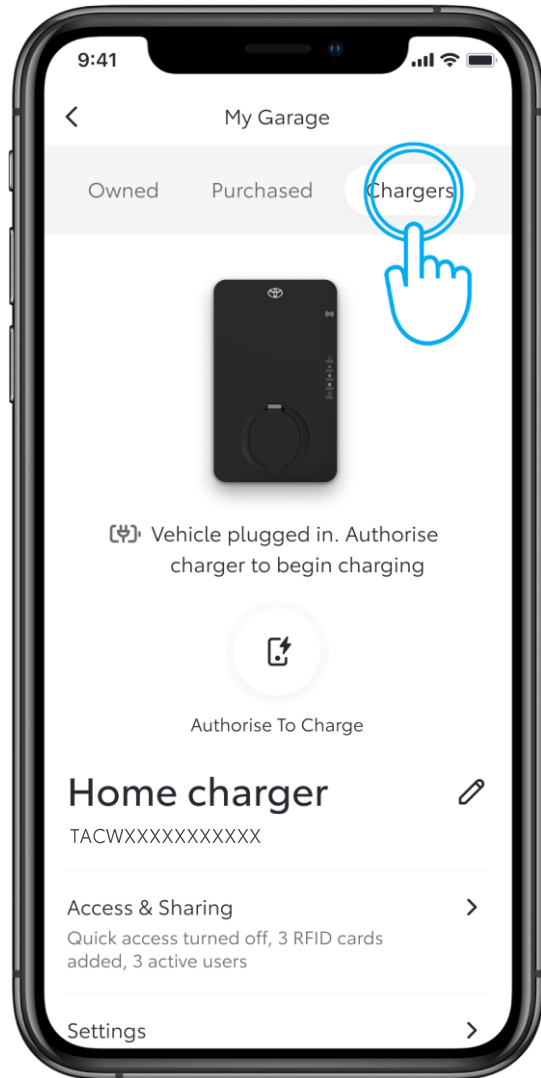 9:41
My Garage
Owned Purchased Chargers
Vehicle plugged in. Authorise
charger to begin charging
Authorise To Charge
Home charger
TACWXXXXXXXXXXX
Access & Sharing
Quick access turned off, 3 RFID cards
added, 3 active users
Settings